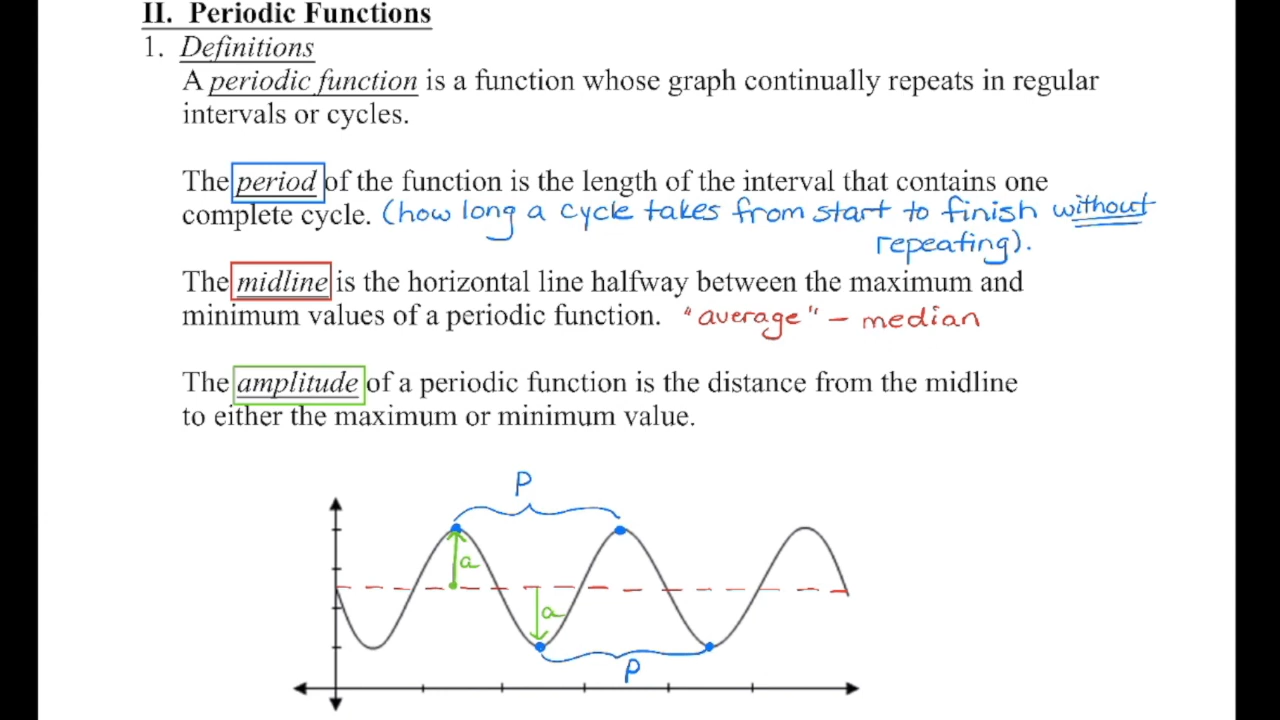 II. Periodic Functions
1. Definitions
A periodic function is a function whose graph continually repeats in regular
intervals or cycles.
The period of the function is the length of the interval that contains one
complete cycle. (how long a cycle takes from start to finish without
repeating).
The midline is the horizontal line halfway between the maximum and
minimum values of a periodic function. "average" - median
The amplitude of a periodic function is the distance from the midline
to either the maximum or minimum value.
P
a
a
P